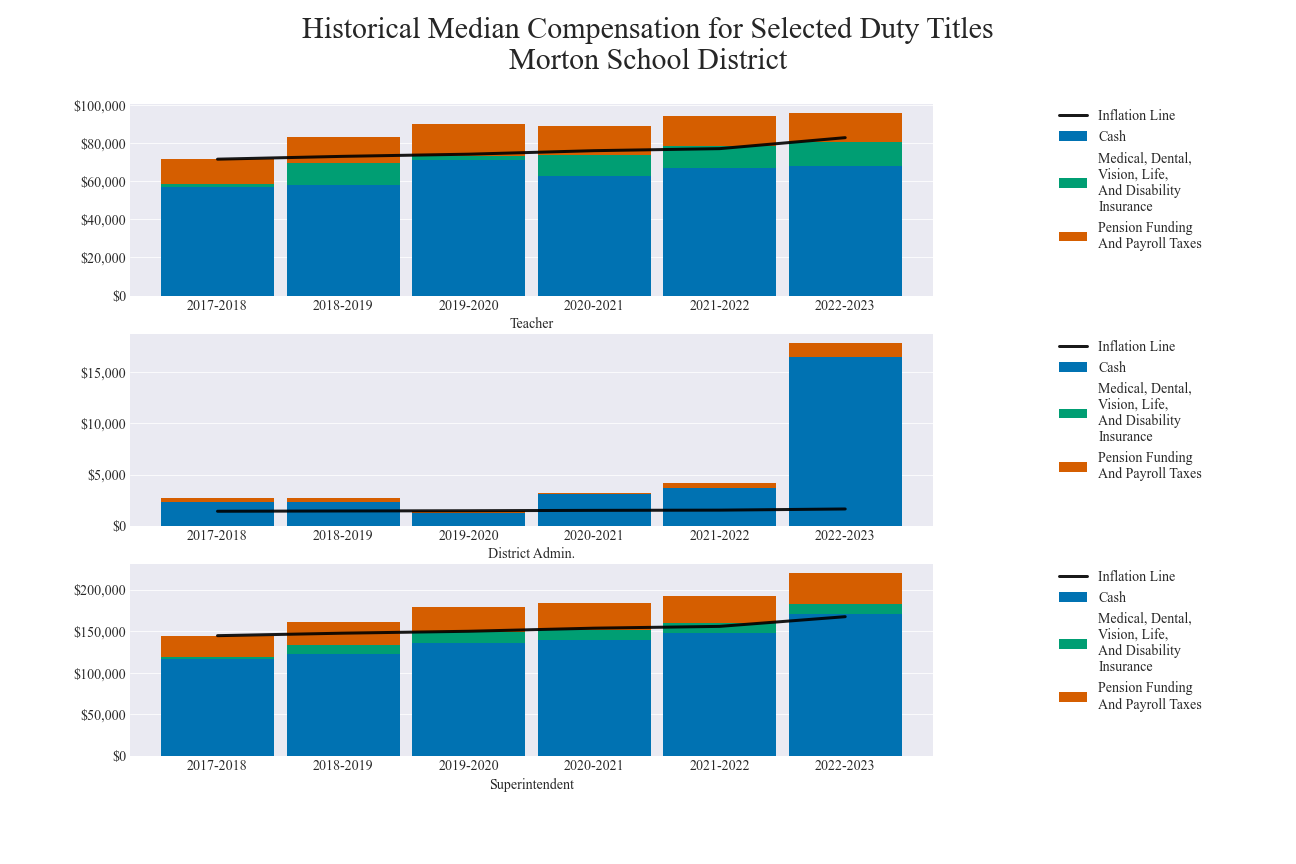 Historical Median Compensation for Selected Duty Titles
Morton School District
$100,000
$80,000
$60,000
$40,000
$20,000
$0
2017-2018 2018-2019 2019-2020 2020-2021 2021-2022 2022-2023
Teacher
Inflation Line
Cash
Medical, Dental,
Vision, Life,
And Disability
Insurance
Pension Funding
And Payroll Taxes
$15,000
$10,000
$5,000
$0
2017-2018 2018-2019 2019-2020 2020-2021 2021-2022 2022-2023
District Admin.
Inflation Line
Cash
Medical, Dental,
Vision, Life,
And Disability
Insurance
Pension Funding
And Payroll Taxes
$200,000
$150,000
$100,000
$50,000
$0
2017-2018 2018-2019 2019-2020 2020-2021 2021-2022 2022-2023
Superintendent
Inflation Line
Cash
Medical, Dental,
Vision, Life,
And Disability
Insurance
Pension Funding
And Payroll Taxes